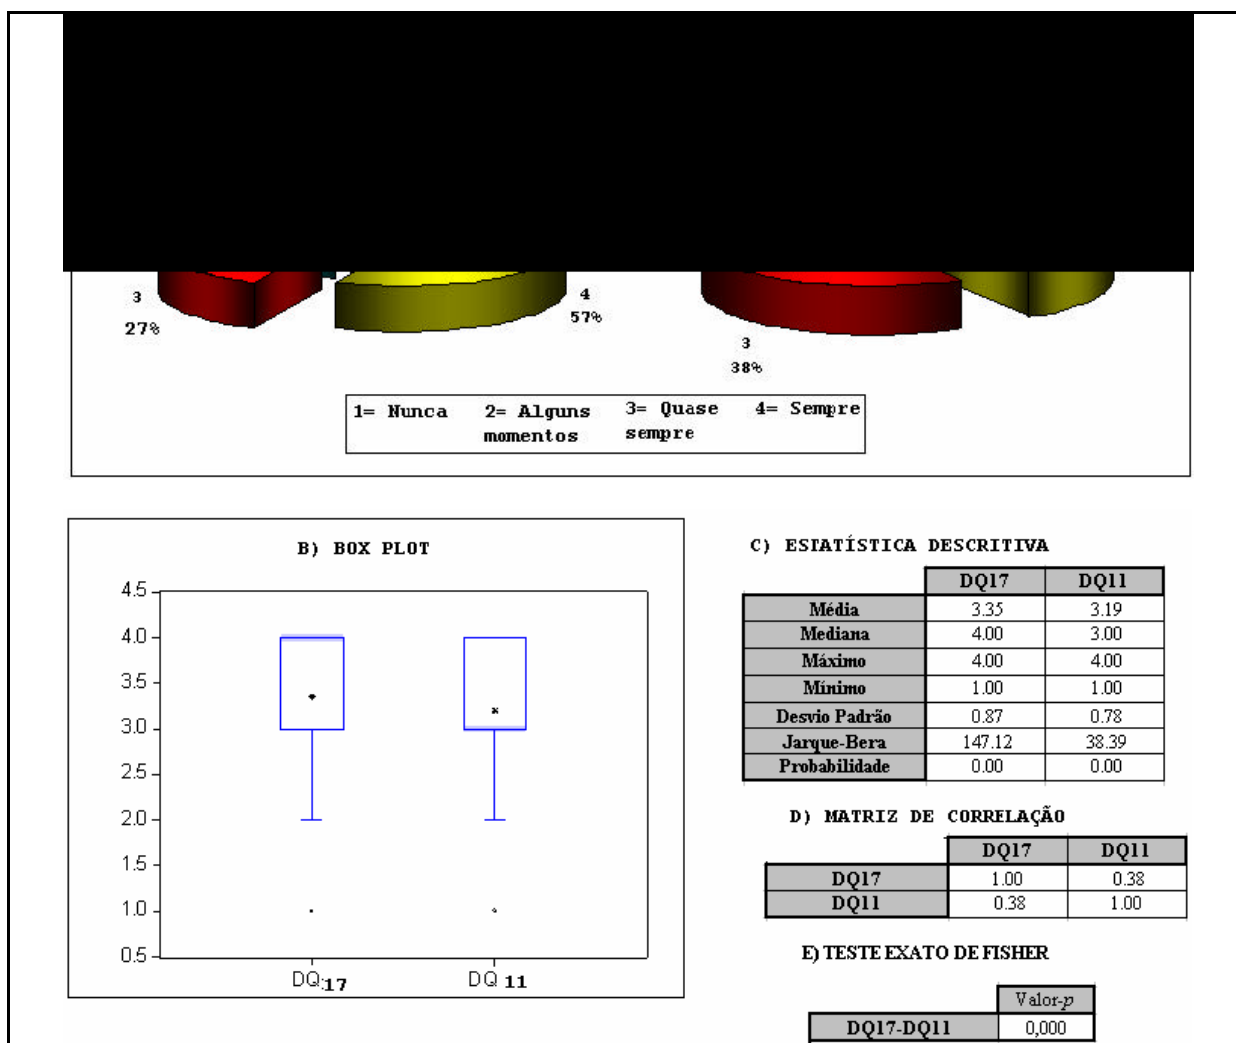 3
27%
4
57%
3
38%
1= Nunca 2= Alguns momentos 3= Quase sempre 4= Sempre
B) BOX PLOT
4.5
4.0
3.5
3.0
2.5
2.0
1.5
1.0
0.5
DQ.17 DQ 11
C) ESTATÍSTICA DESCRITIVA
DQ17 DQ11
Média 3.35 3.19
Mediana 4.00 3.00
Máximo 4.00 4.00
Mínimo 1.00 1.00
Desvio Padrão 0.87 0.78
Jarque-Bera 147.12 38.39
Probabilidade 0.00 0.00
D) MATRIZ DE CORRELAÇÃO
DQ17 DQ11
DQ17 1.00 0.38
DQ11 0.38 1.00
E) TESTE EXATO DE FISHER
Valor-p
DQ17-DQ11 0,000